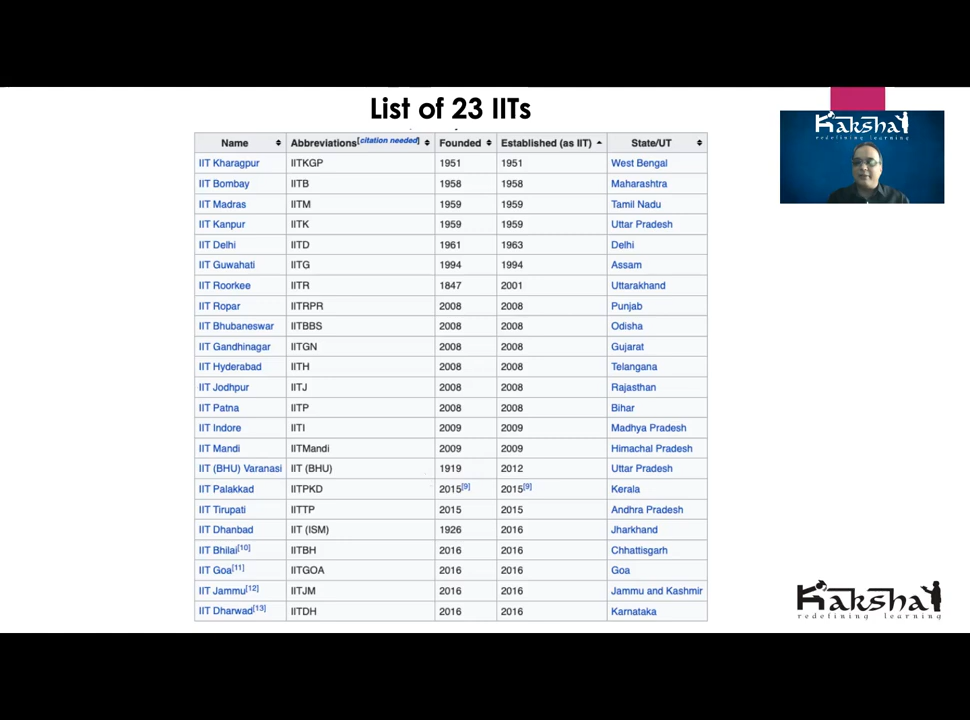 List of 23 IITs
Kaksha
redefining learning
Name Abbreviations[citation needed] Founded Established (as IIT) State/UT
IIT Kharagpur IITKGP 1951 1951 West Bengal
IIT Bombay IITB 1958 1958 Maharashtra
IIT Madras IITM 1959 1959 Tamil Nadu
IIT Kanpur IITK 1959 1959 Uttar Pradesh
IIT Delhi IITD 1961 1963 Delhi
IIT Guwahati IITG 1994 1994 Assam
IIT Roorkee IITR 1847 2001 Uttarakhand
IIT Ropar IITRPR 2008 2008 Punjab
IIT Bhubaneswar IITBBS 2008 2008 Odisha
IIT Gandhinagar IITGN 2008 2008 Gujarat
IIT Hyderabad IITH 2008 2008 Telangana
IIT Jodhpur IITJ 2008 2008 Rajasthan
IIT Patna IITP 2008 2008 Bihar
IIT Indore IITI 2009 2009 Madhya Pradesh
IIT Mandi IITMandi 2009 2009 Himachal Pradesh
IIT (BHU) Varanasi IIT (BHU) 1919 2012 Uttar Pradesh
IIT Palakkad IITPKD 2015[9] 2015[9] Kerala
IIT Tirupati IITTP 2015 2015 Andhra Pradesh
IIT Dhanbad IIT (ISM) 1926 2016 Jharkhand
IIT Bhilai[10] IITBH 2016 2016 Chhattisgarh
IIT Goa[11] IITGOA 2016 2016 Goa
IIT Jammu[12] IITJM 2016 2016 Jammu and Kashmir
IIT Dharwad[13] IITDH 2016 2016 Karnataka
Kaksha
redefining learning